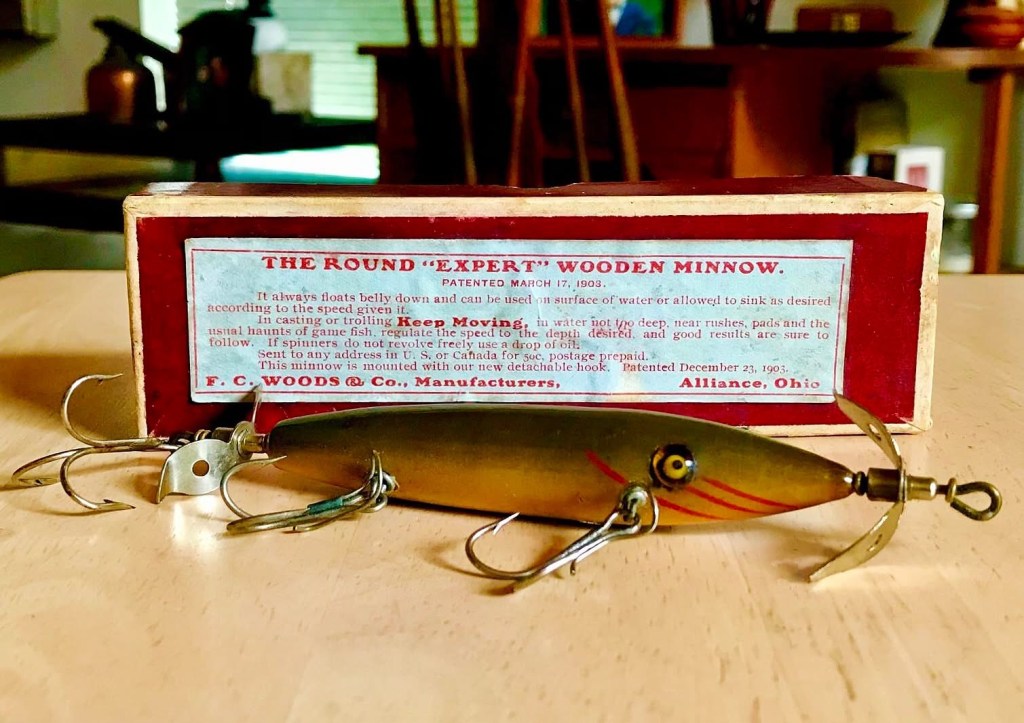 THE ROUND "EXPERT" WOODEN MINNOW.
PATENTED MARCH 17, 1903.
It always floats belly down and can be used on surface of water or allowed to sink as desired
according to the speed given it.
In casting or trolling Keep Moving, in water not too deep, near rushes, pads and the
usual haunts of game fish, regulate the speed to the depth desired, and good results are sure to
follow. If spinners do not revolve freely use a drop of oil.
Sent to any address in U. S. or Canada for 50c, postage prepaid.
This minnow is mounted with our new detachable hook. Patented December 23, 1903.
F. C. WOODS & Co., Manufacturers, Alliance, Ohio